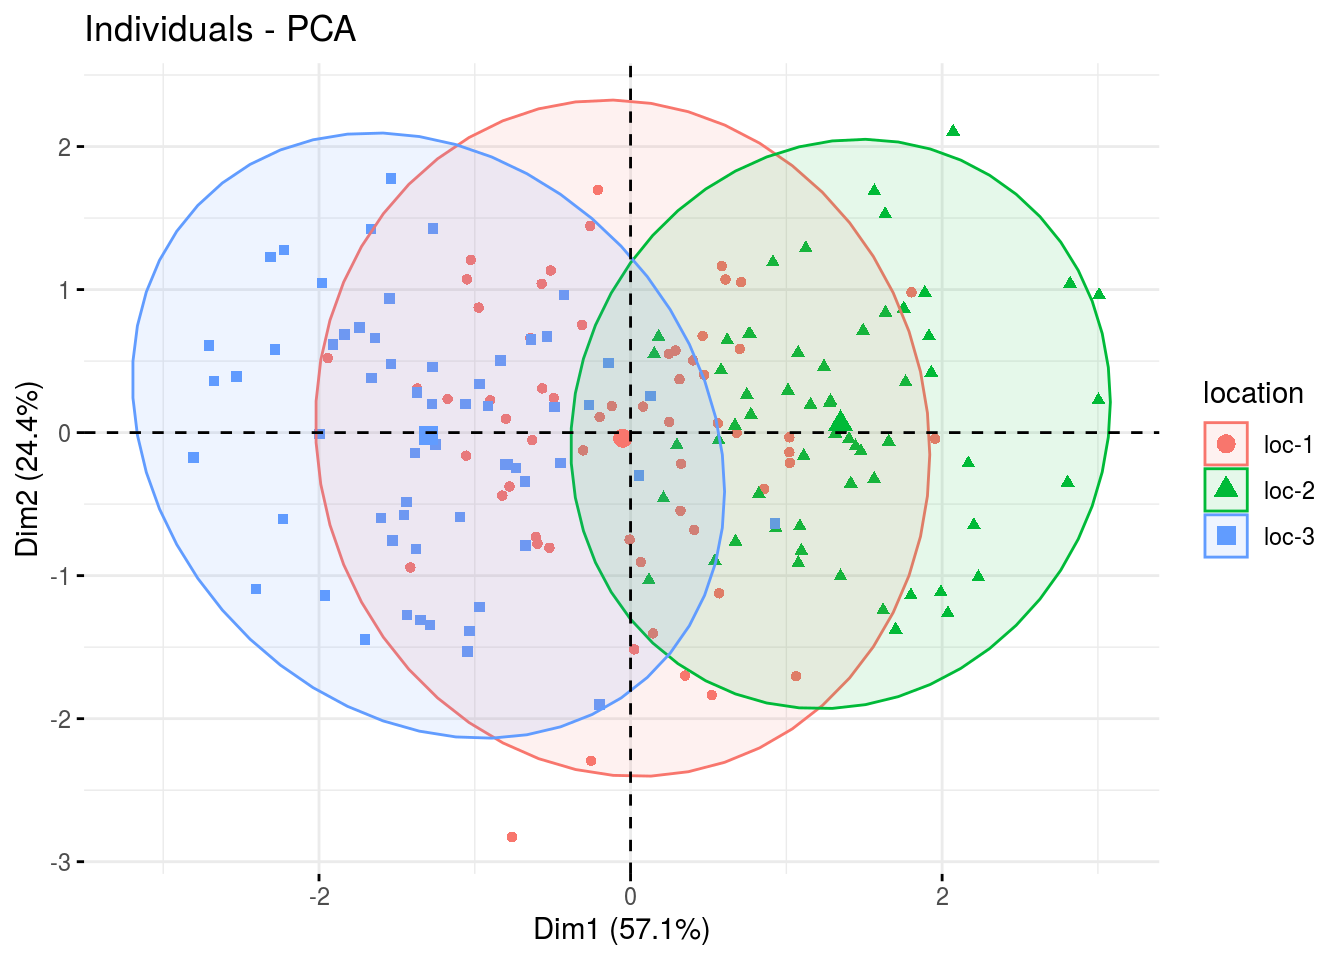 Individuals - PCA
Dim2 (24.4%)
2
1
0
-1
-2
-3
-2
0
2
Dim1 (57.1%)
location
loc-1
loc-2
loc-3